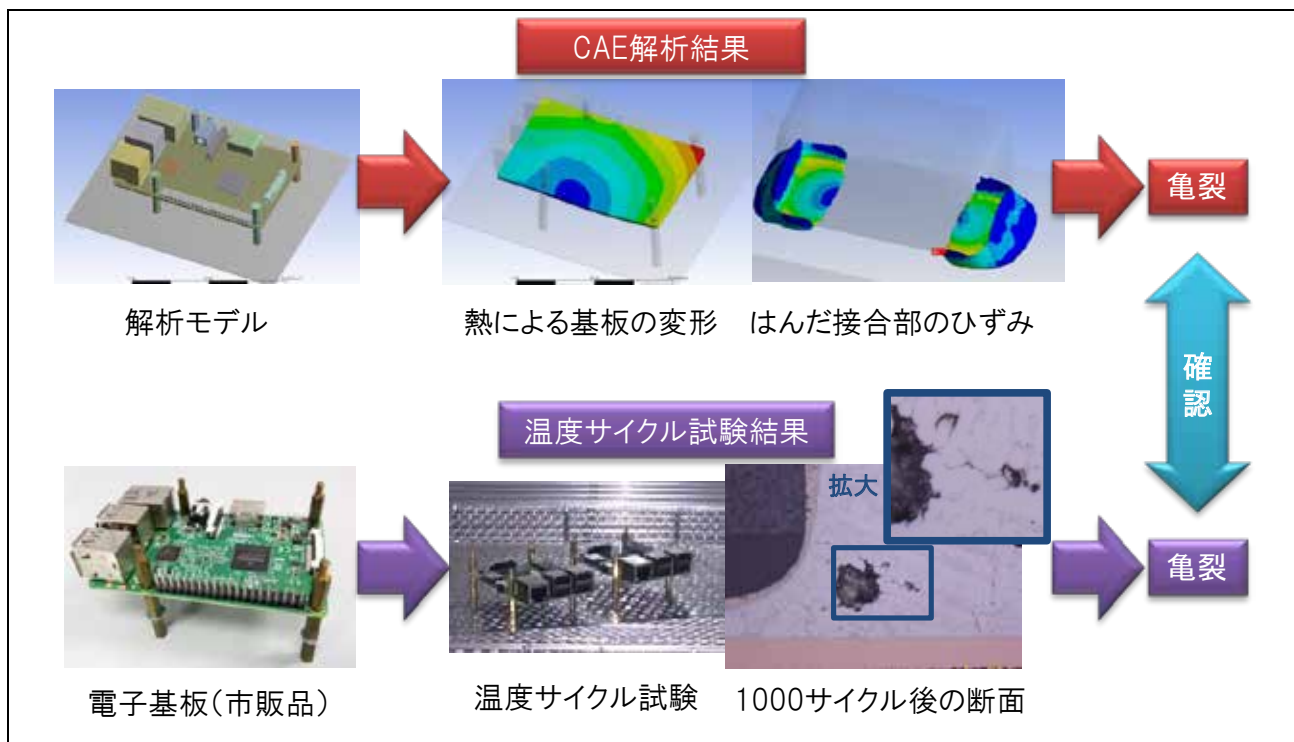 CAE解析結果
解析モデル
熱による基板の変形
はんだ接合部のひずみ
亀裂
確認
温度サイクル試験結果
拡大
亀裂
電子基板(市販品)
温度サイクル試験
1000サイクル後の断面